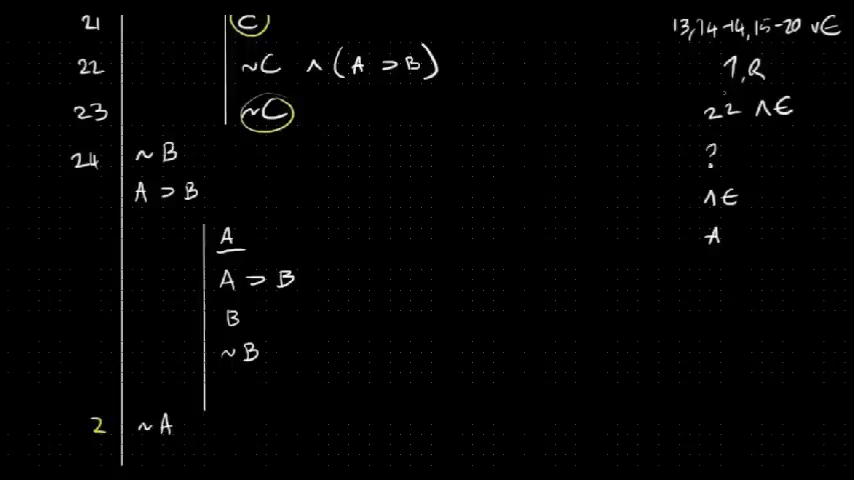 21 C 13, 14-14, 15-20 ∨E
22 ~C ∧ (A ⊃ B) 1, R
23 ~C 22 ∧E
24 ~B ?
A ⊃ B ∧E
A A
A ⊃ B
B
~B
2 ~A